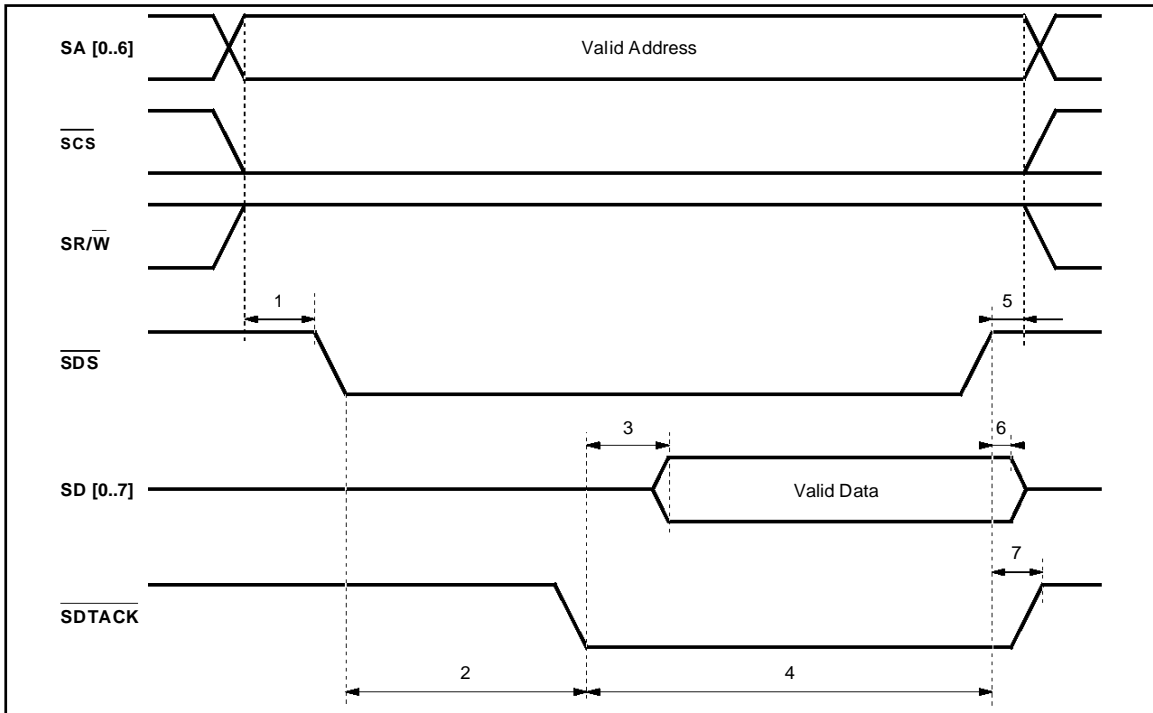 SA [0..6]
Valid Address
SCS
SR/W
1
5
SDS
3
6
SD [0..7]
Valid Data
7
SDTACK
2
4